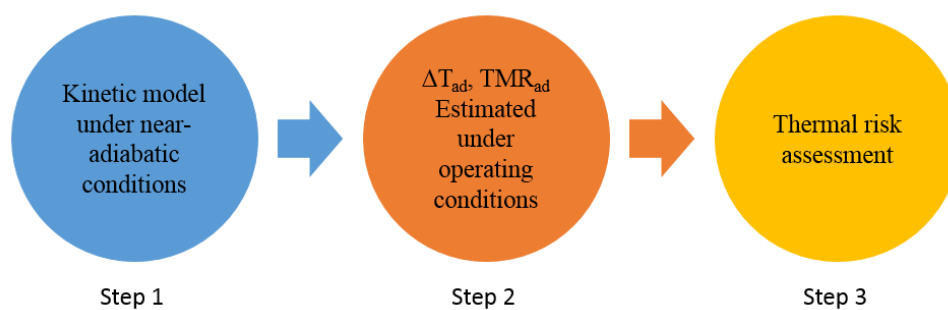 Kinetic model
under near-
adiabatic
conditions
ΔTad, TMRad
Estimated
under
operating
conditions
Thermal risk
assessment
Step 1
Step 2
Step 3